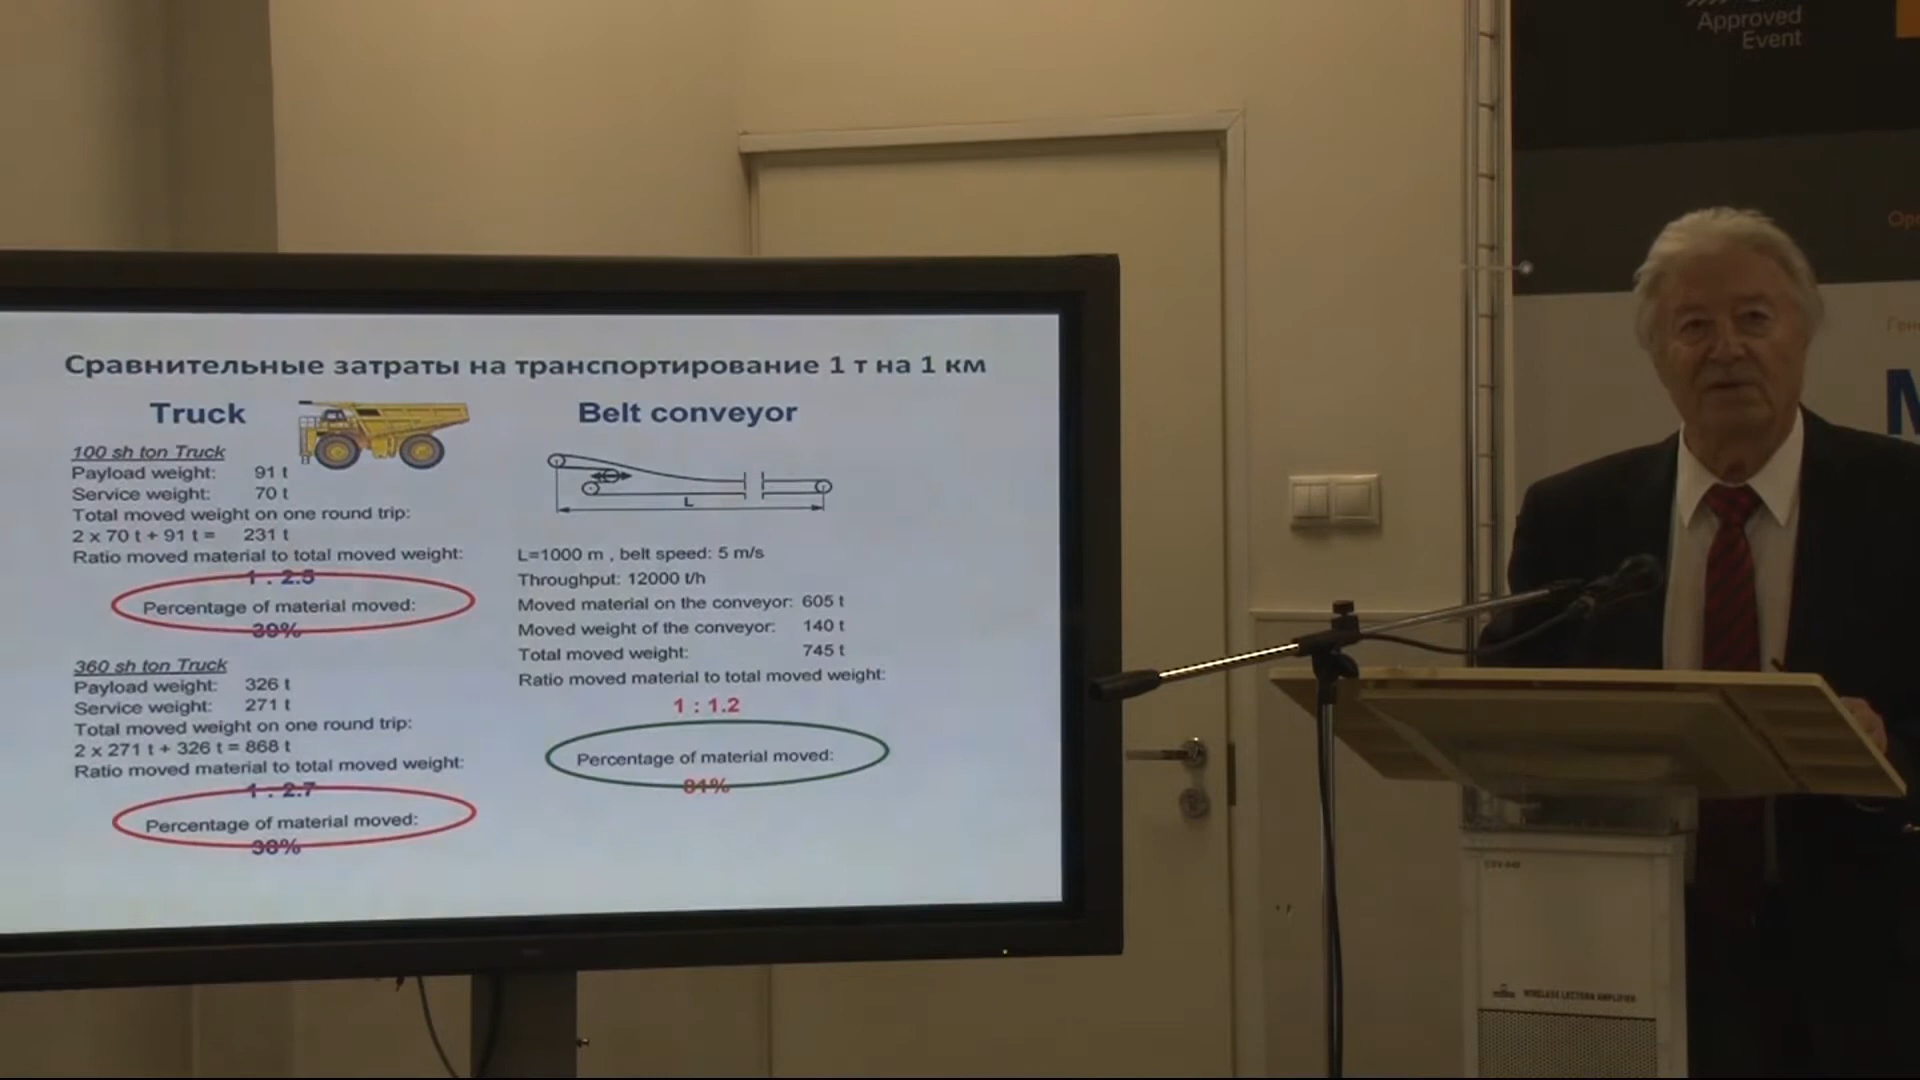 Approved
Event
Сравнительные затраты на транспортирование 1 т на 1 км
Truck
100 sh ton Truck
Payload weight: 91 t
Service weight: 70 t
Total moved weight on one round trip:
2 x 70 t + 91 t = 231 t
Ratio moved material to total moved weight:
1 : 2.5
Percentage of material moved:
39%
360 sh ton Truck
Payload weight: 326 t
Service weight: 271 t
Total moved weight on one round trip:
2 x 271 t + 326 t = 868 t
Ratio moved material to total moved weight:
1 : 2.7
Percentage of material moved:
38%
Belt conveyor
L
L=1000 m , belt speed: 5 m/s
Throughput: 12000 t/h
Moved material on the conveyor: 605 t
Moved weight of the conveyor: 140 t
Total moved weight: 745 t
Ratio moved material to total moved weight:
1 : 1.2
Percentage of material moved:
81%
WIRELESS LECTERN AMPLIFIER